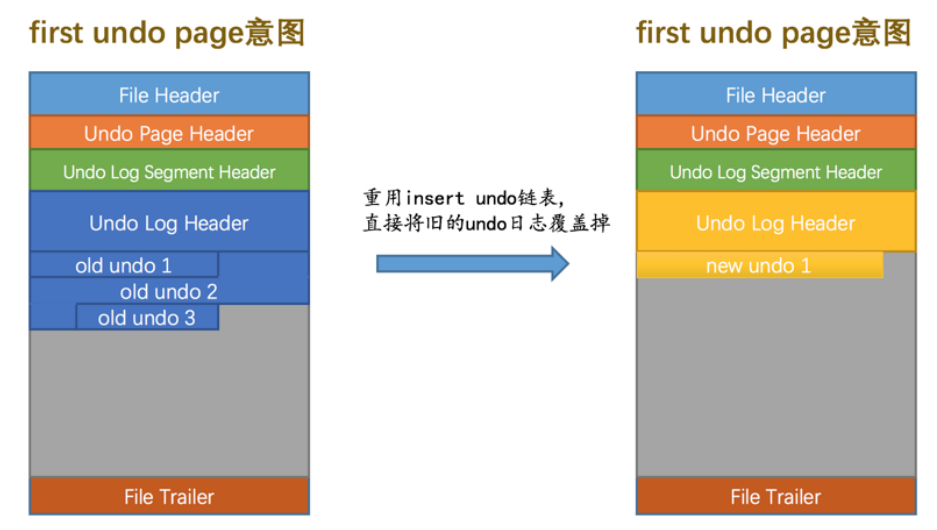 first undo page意图
File Header
Undo Page Header
Undo Log Segment Header
Undo Log Header
old undo 1
old undo 2
old undo 3
File Trailer
重用insert undo链表，
直接将旧的undo日志覆盖掉
first undo page意图
File Header
Undo Page Header
Undo Log Segment Header
Undo Log Header
new undo 1
File Trailer